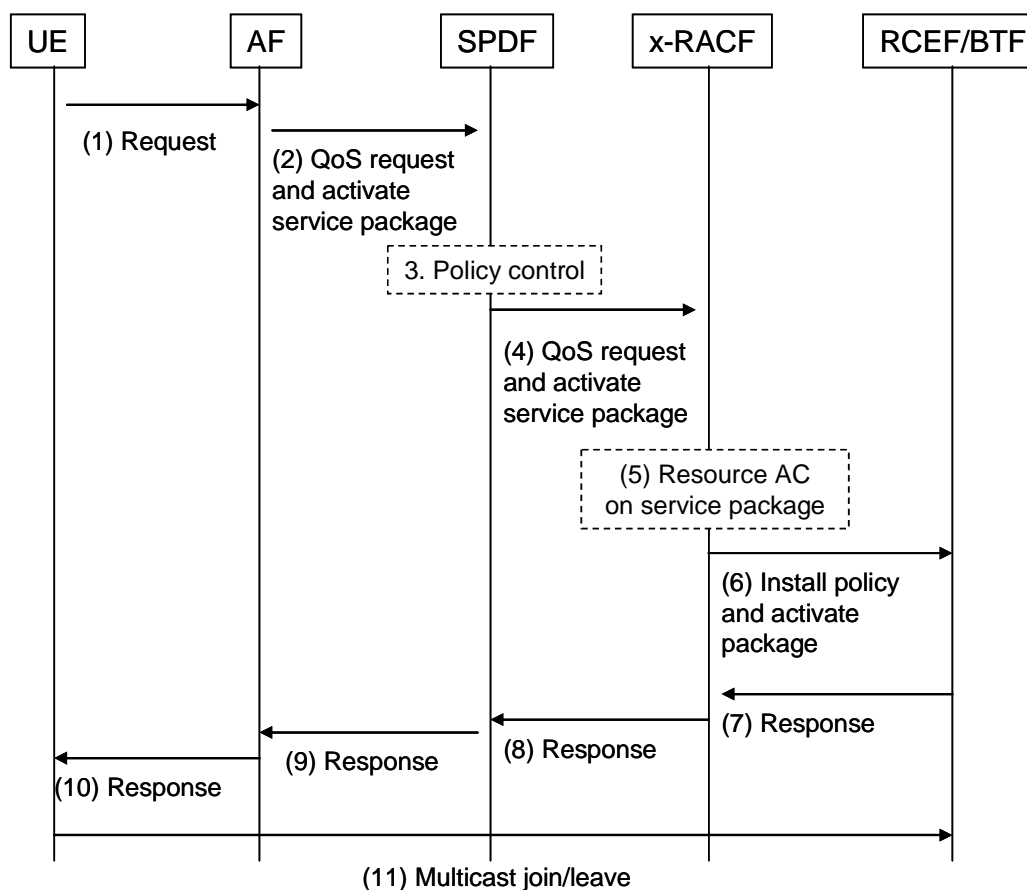 UE
AF
SPDF
x-RACF
RCEF/BTF
(1) Request
(2) QoS request
and activate
service package
3. Policy control
(4) QoS request
and activate
service package
(5) Resource AC
on service package
(6) Install policy
and activate
package
(7) Response
(8) Response
(9) Response
(10) Response
(11) Multicast join/leave